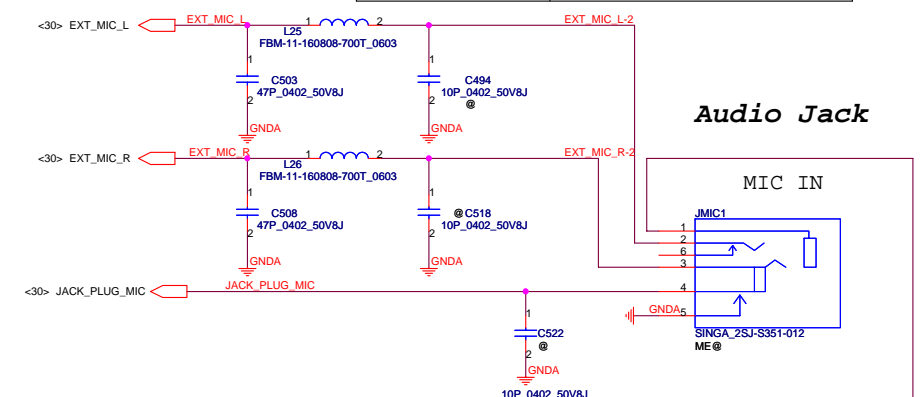 <30> EXT_MIC_L EXT_MIC_L 1 2 EXT_MIC_L-2
L25
FBM-11-160808-700T_0603
1 1
C503 C494
47P_0402_50V8J 10P_0402_50V8J
2 2 @
GNDA GNDA
Audio Jack
<30> EXT_MIC_R EXT_MIC_R 1 2 EXT_MIC_R-2
L26
FBM-11-160808-700T_0603
MIC IN
1 1
C508 @ C518
47P_0402_50V8J 10P_0402_50V8J
2 2
GNDA GNDA
JMIC1
1
2
6
3
<30> JACK_PLUG_MIC JACK_PLUG_MIC 4
GNDA 5
1
C522
@
2
GNDA
10P_0402_50V8J
SINGA_2SJ-S351-012
ME@